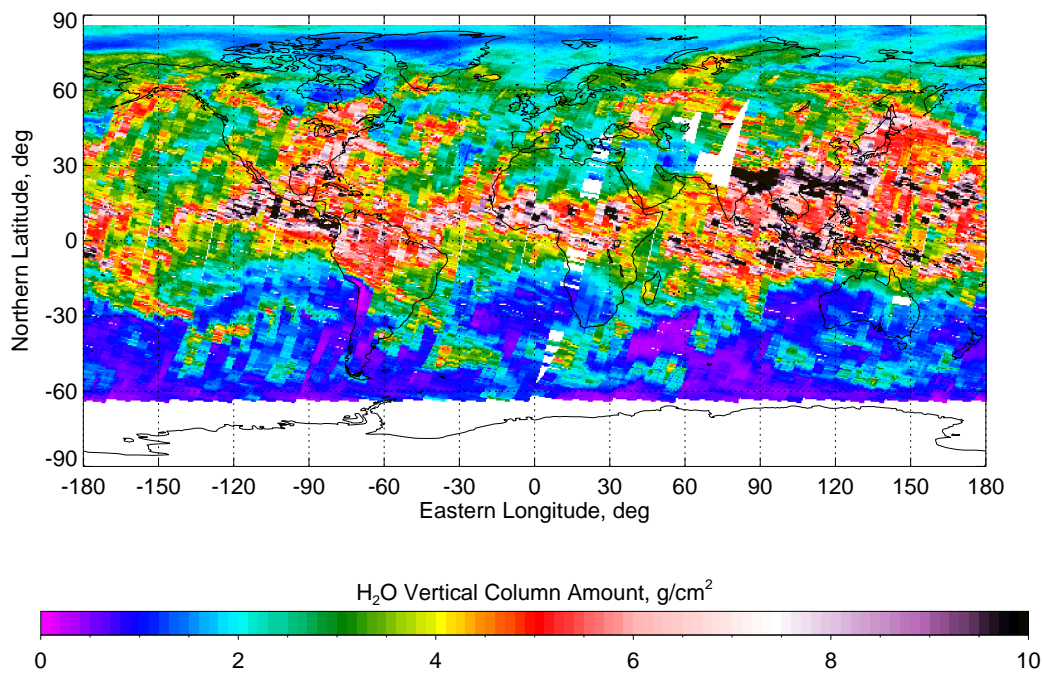 90
60
30
0
-30
-60
-90
Northern Latitude, deg
-180 -150 -120 -90 -60 -30 0 30 60 90 120 150 180
Eastern Longitude, deg
H₂O Vertical Column Amount, g/cm²
0 2 4 6 8 10